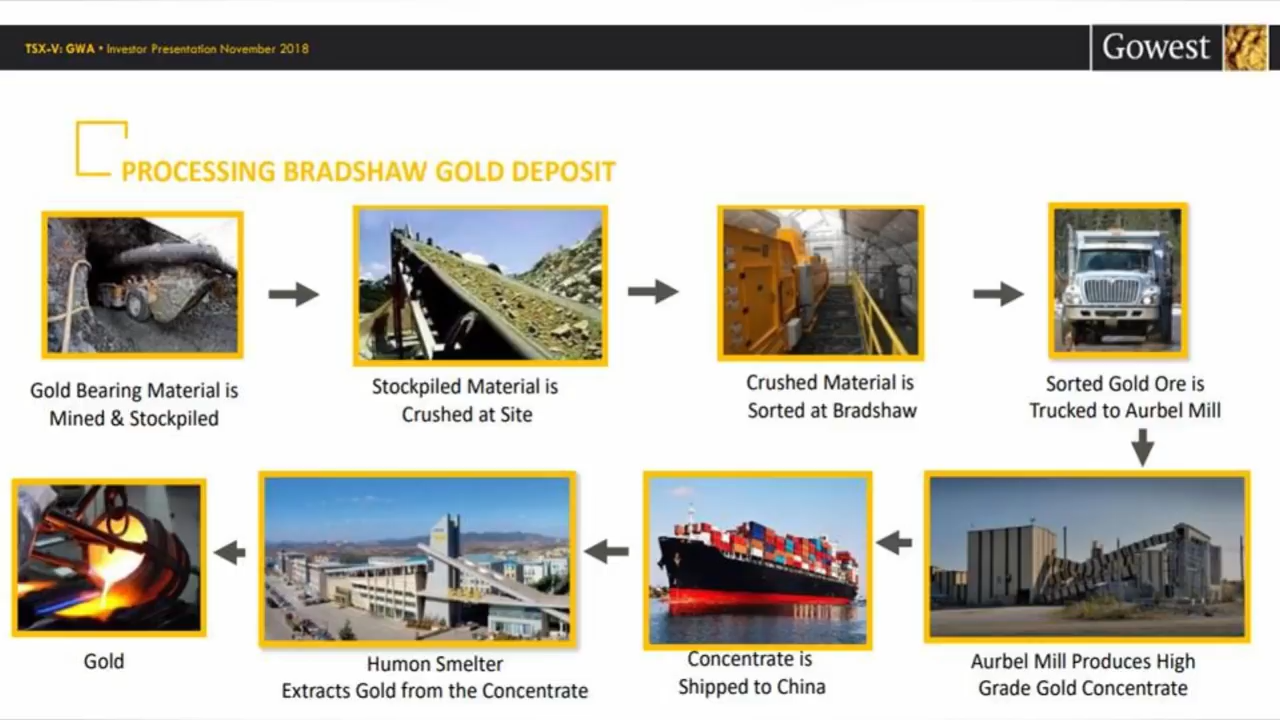 TSX-V: GWA • Investor Presentation November 2018
Gowest
PROCESSING BRADSHAW GOLD DEPOSIT
Gold Bearing Material is
Mined & Stockpiled
Stockpiled Material is
Crushed at Site
Crushed Material is
Sorted at Bradshaw
Sorted Gold Ore is
Trucked to Aurbel Mill
Gold
Humon Smelter
Extracts Gold from the Concentrate
Concentrate is
Shipped to China
Aurbel Mill Produces High
Grade Gold Concentrate